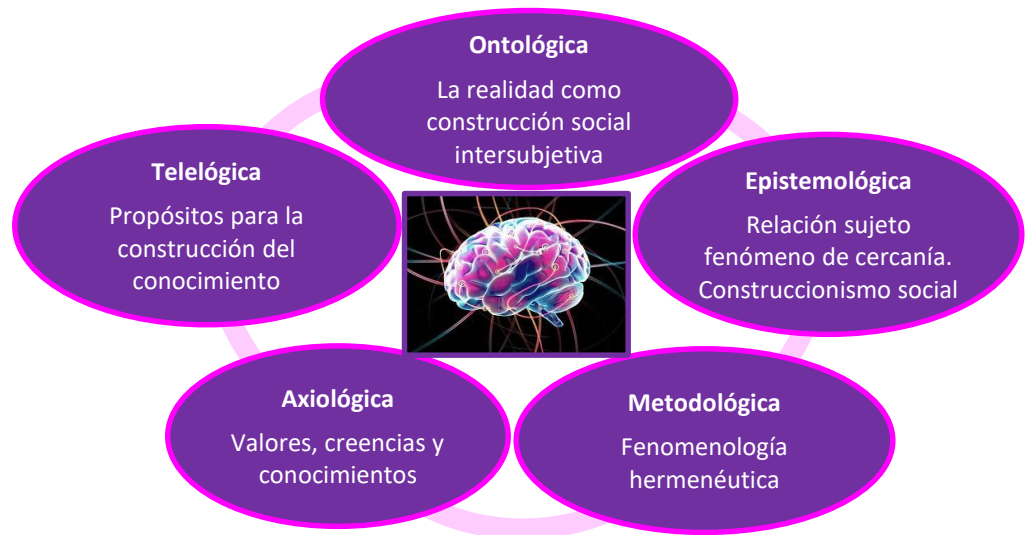 Ontológica
La realidad como
construcción social
intersubjetiva
Epistemológica
Relación sujeto
fenómeno de cercanía.
Construccionismo social
Metodológica
Fenomenología
hermenéutica
Axiológica
Valores, creencias y
conocimientos
Telelógica
Propósitos para la
construcción del
conocimiento